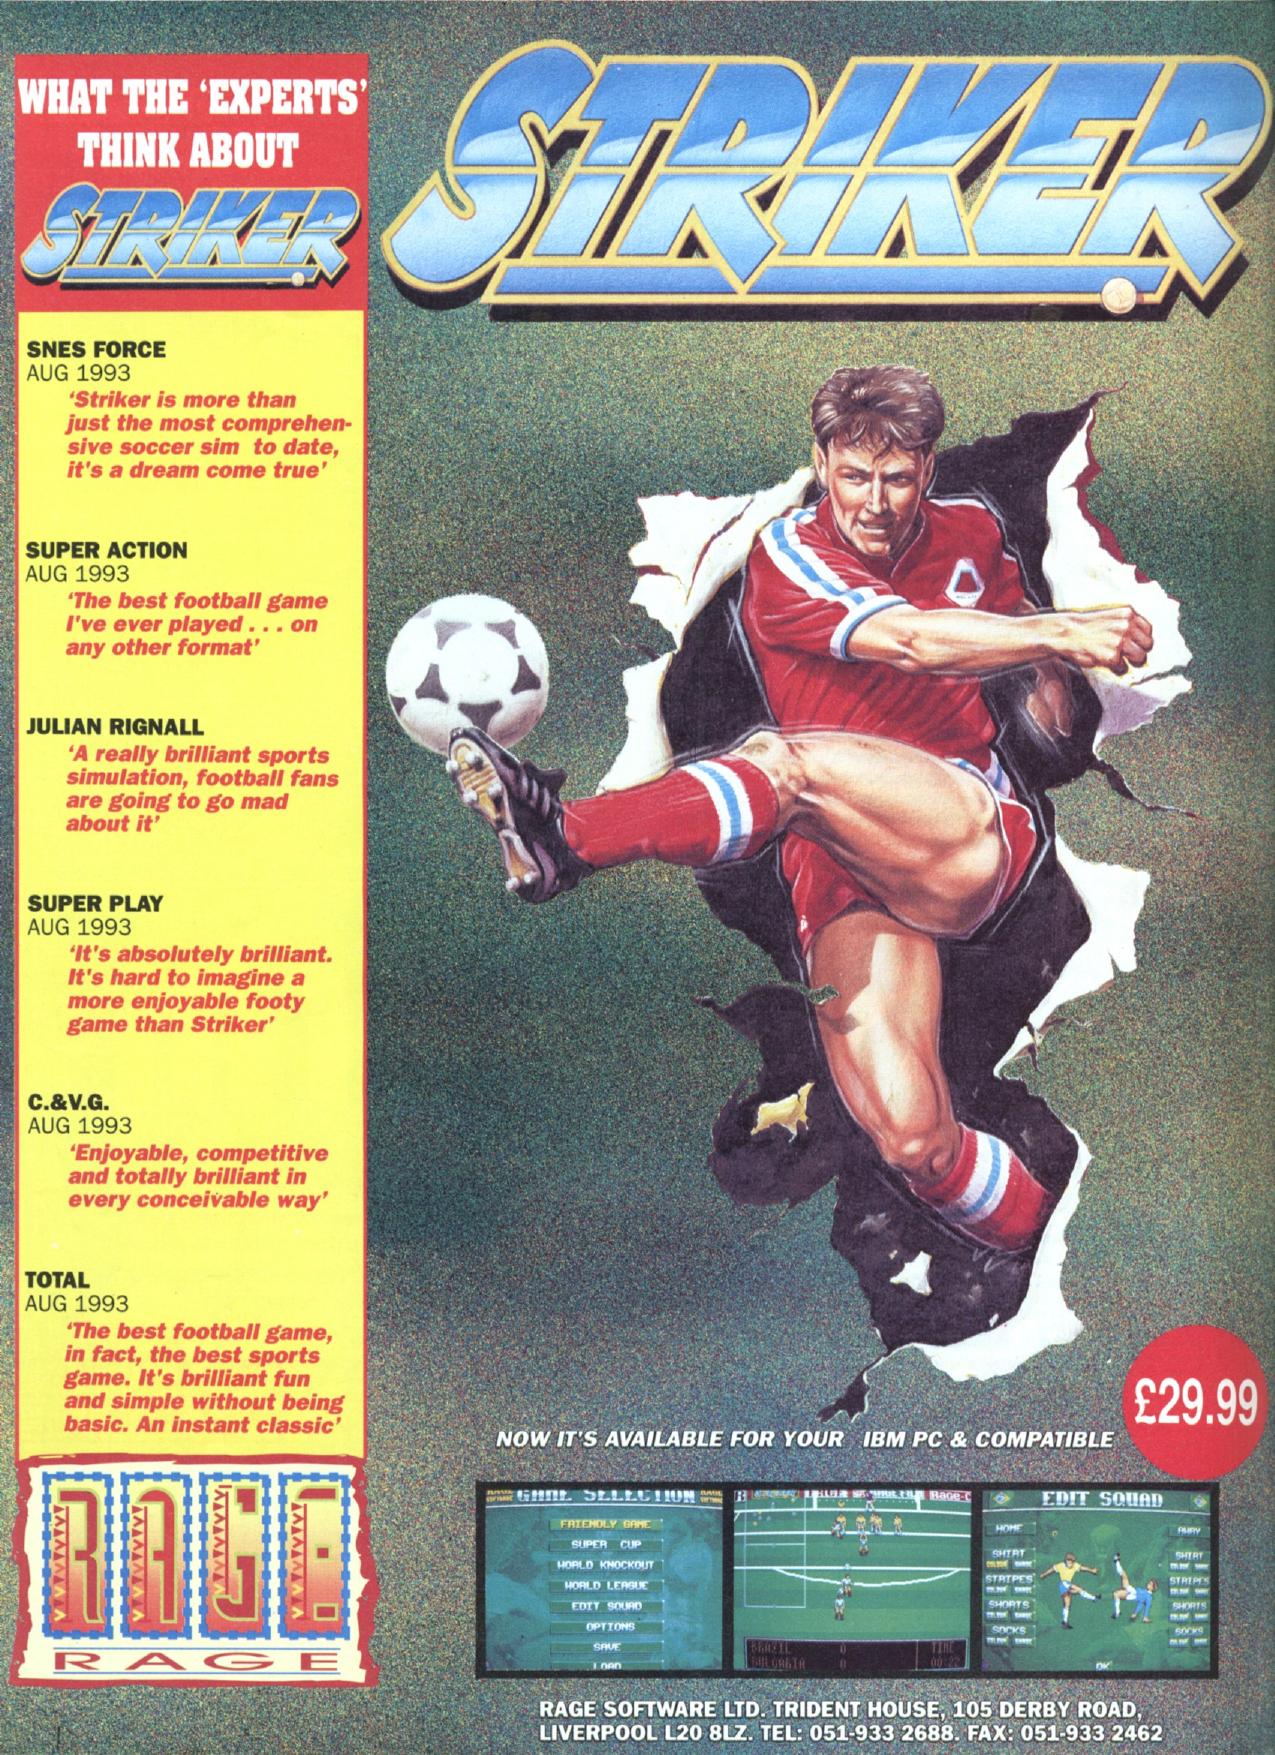 WHAT THE 'EXPERTS'
THINK ABOUT
STRIKER
SNES FORCE
AUG 1993
'Striker is more than
just the most comprehen-
sive soccer sim to date,
it's a dream come true'
SUPER ACTION
AUG 1993
'The best football game
I've ever played . . . on
any other format'
JULIAN RIGNALL
'A really brilliant sports
simulation, football fans
are going to go mad
about it'
SUPER PLAY
AUG 1993
'It's absolutely brilliant.
It's hard to imagine a
more enjoyable footy
game than Striker'
C.&V.G.
AUG 1993
'Enjoyable, competitive
and totally brilliant in
every conceivable way'
TOTAL
AUG 1993
'The best football game,
in fact, the best sports
game. It's brilliant fun
and simple without being
basic. An instant classic'
RAGE
RAGE
STRIKER
£29.99
NOW IT'S AVAILABLE FOR YOUR IBM PC & COMPATIBLE
GAME SELECTION
FRIENDLY GAME
SUPER CUP
WORLD KNOCKOUT
WORLD LEAGUE
EDIT SQUAD
OPTIONS
SAVE
LOAD
Rage-
BRAZIL 0
BULGARIA 0
TIME
EDIT SQUAD
HOME
SHIRT
STRIPES
SHORTS
SOCKS
AWAY
SHIRT
STRIPES
SHORTS
SOCKS
OK
RAGE SOFTWARE LTD. TRIDENT HOUSE, 105 DERBY ROAD,
LIVERPOOL L20 8LZ. TEL: 051-933 2688. FAX: 051-933 2462